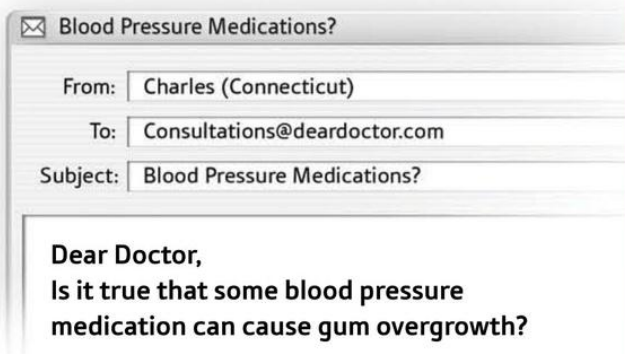 Blood Pressure Medications?
From: Charles (Connecticut)
To: Consultations@deardoctor.com
Subject: Blood Pressure Medications?
Dear Doctor,
Is it true that some blood pressure
medication can cause gum overgrowth?